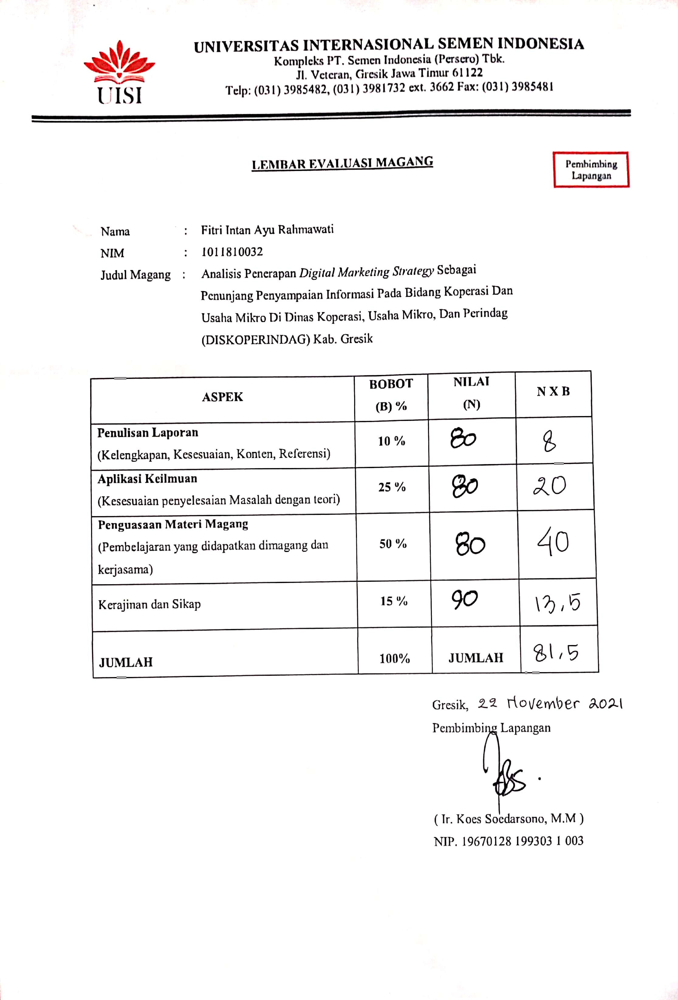 UISI
UNIVERSITAS INTERNASIONAL SEMEN INDONESIA
Kompleks PT. Semen Indonesia (Persero) Tbk.
Jl. Veteran, Gresik Jawa Timur 61122
Telp: (031) 3985482, (031) 3981732 ext. 3662 Fax: (031) 3985481
LEMBAR EVALUASI MAGANG
Pembimbing
Lapangan
Nama : Fitri Intan Ayu Rahmawati
NIM : 1011810032
Judul Magang : Analisis Penerapan Digital Marketing Strategy Sebagai
Penunjang Penyampaian Informasi Pada Bidang Koperasi Dan
Usaha Mikro Di Dinas Koperasi, Usaha Mikro, Dan Perindag
(DISKOPERINDAG) Kab. Gresik
ASPEK BOBOT (B) % NILAI (N) N X B
Penulisan Laporan
(Kelengkapan, Kesesuaian, Konten, Referensi) 10 % 80 8
Aplikasi Keilmuan
(Kesesuaian penyelesaian Masalah dengan teori) 25 % 80 20
Penguasaan Materi Magang
(Pembelajaran yang didapatkan dimagang dan 50 % 80 40
kerjasama)
Kerajinan dan Sikap 15 % 90 13,5
JUMLAH 100% JUMLAH 81,5
Gresik, 22 November 2021
Pembimbing Lapangan
( Ir. Koes Soedarsono, M.M )
NIP. 19670128 199303 1 003